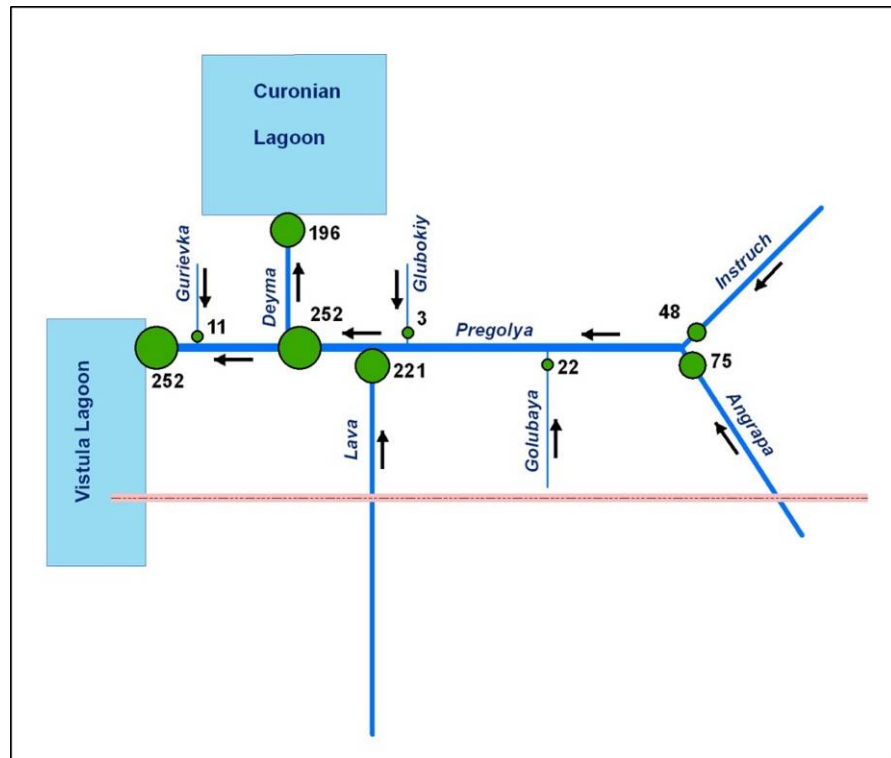 Curonian
Lagoon
196
Gurievka
Deyma
Glubokiy
Instruch
11
252
3
Pregolya
48
252
221
22
75
Vistula Lagoon
Lava
Golubaya
Angrapa